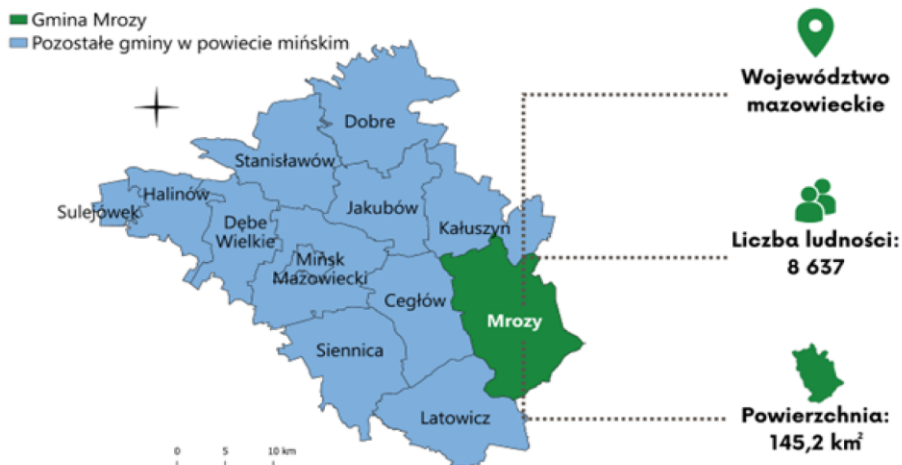 Gmina Mrozy
Pozostałe gminy w powiecie mińskim
Województwo
mazowieckie
Dobre
Stanisławów
Halinów
Sulejówek
Jakubów
Dębe
Wielkie
Kałuszyn
Liczba ludności:
8 637
Mińsk
Mazowiecki
Cegłów
Mrozy
Siennica
Latowicz
Powierzchnia:
145,2 km²
0 5 10 km